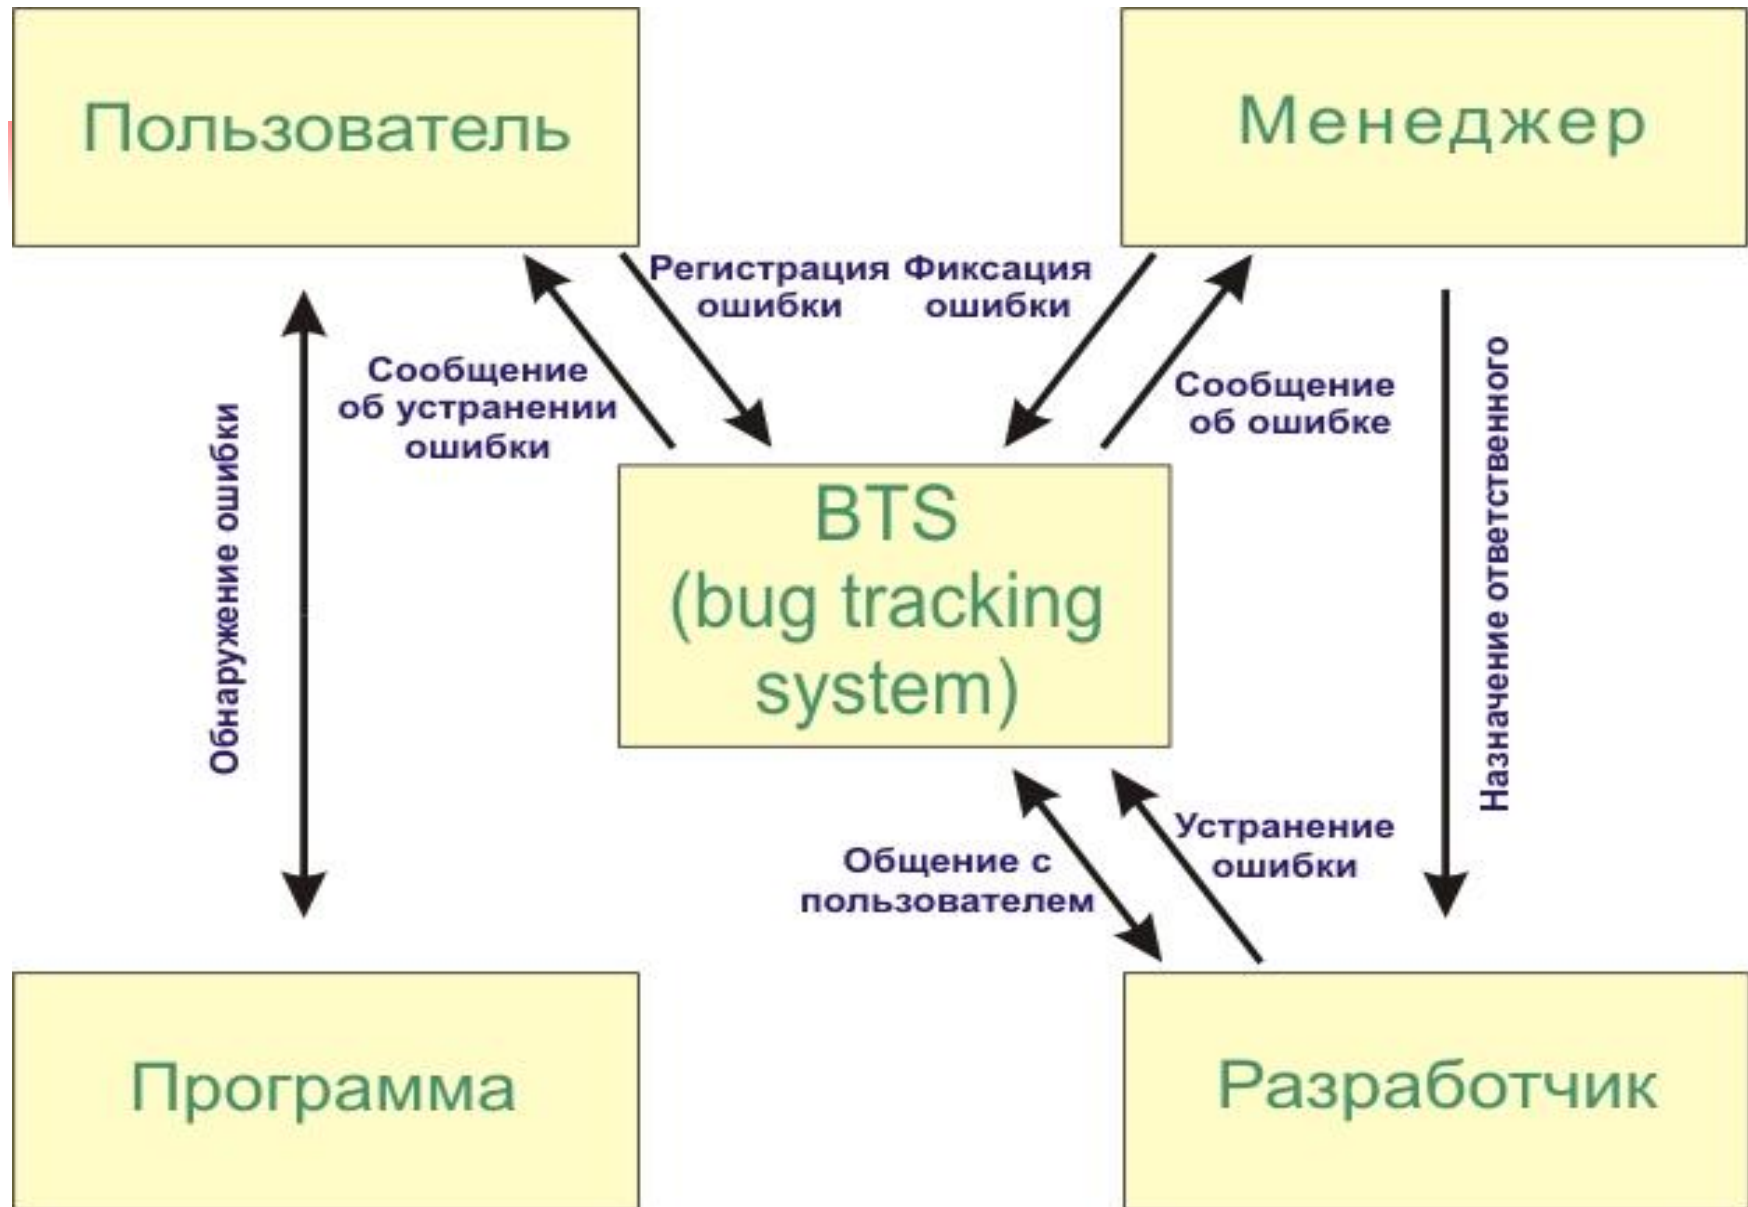 Пользователь
Менеджер
Регистрация
ошибки
Фиксация
ошибки
Сообщение
об устранении
ошибки
Сообщение
об ошибке
Обнаружение ошибки
Назначение ответственного
BTS
(bug tracking
system)
Общение с
пользователем
Устранение
ошибки
Программа
Разработчик